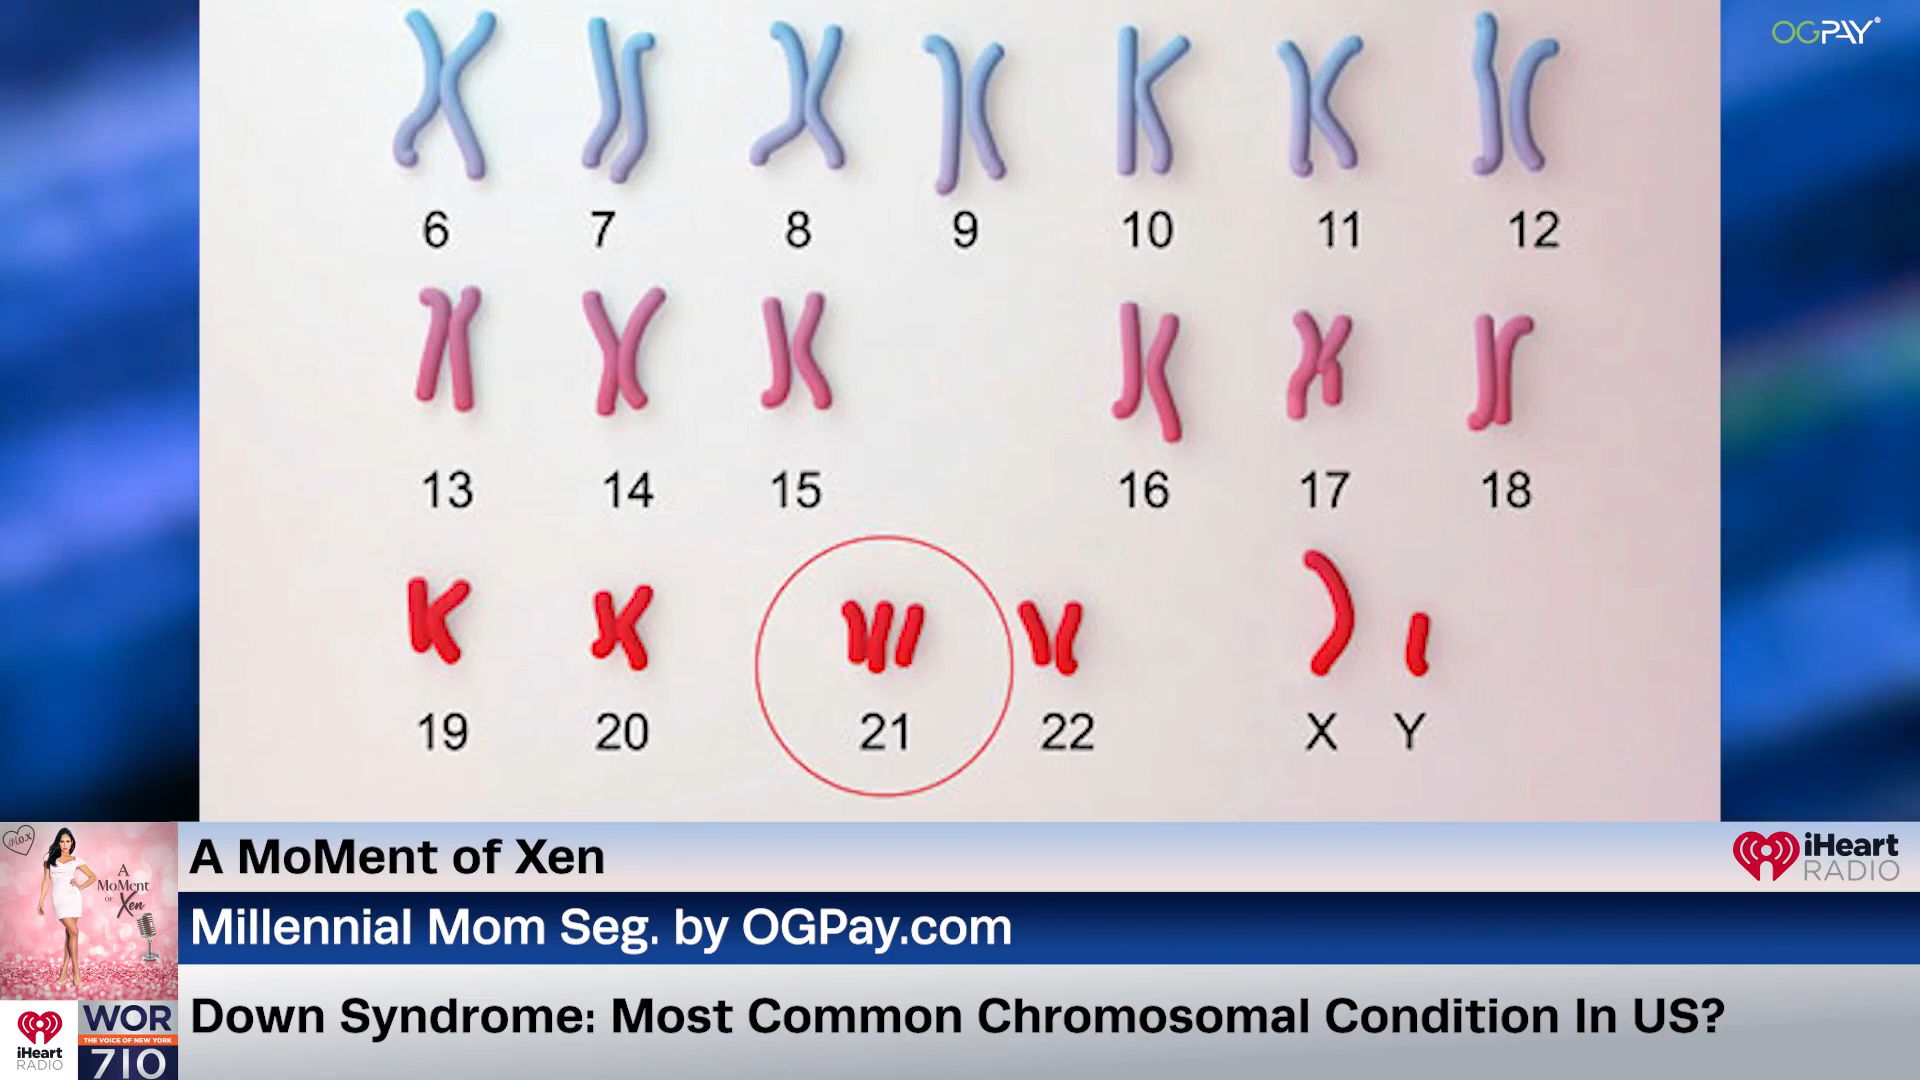 OGPAY®
6 7 8 9 10 11 12
13 14 15 16 17 18
19 20 21 22 X Y
A MoMent of Xen
Millennial Mom Seg. by OGPay.com
Down Syndrome: Most Common Chromosomal Condition In US?
iHeart
RADIO
MoX
A
MoMent
OF Xen
iHeart
RADIO
WOR
THE VOICE OF NEW YORK
710